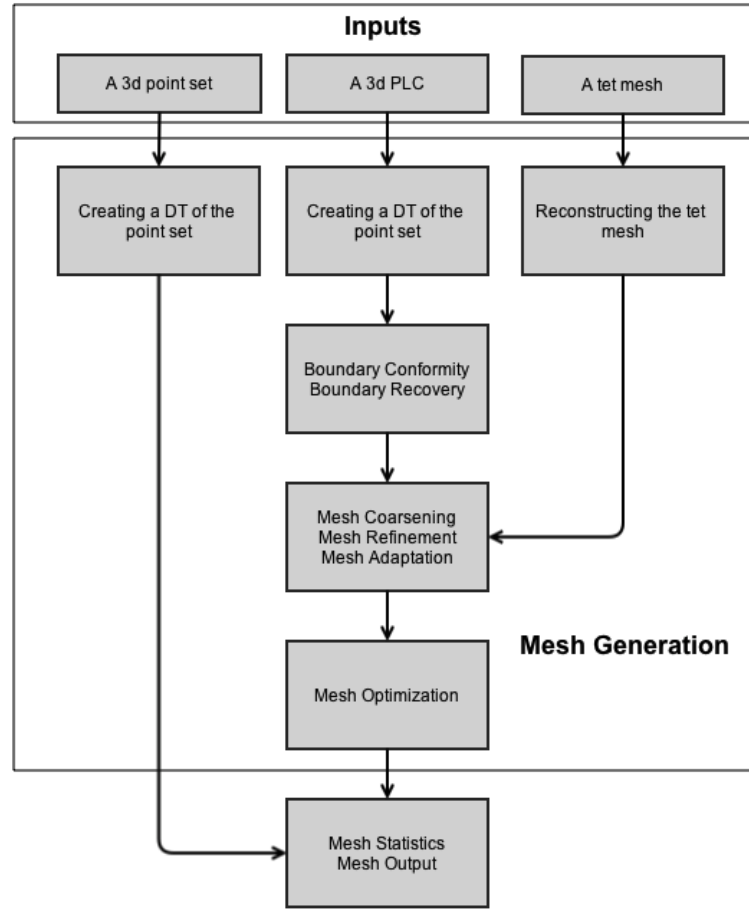 Inputs
A 3d point set
A 3d PLC
A tet mesh
Creating a DT of the
point set
Creating a DT of the
point set
Reconstructing the tet
mesh
Boundary Conformity
Boundary Recovery
Mesh Coarsening
Mesh Refinement
Mesh Adaptation
Mesh Generation
Mesh Optimization
Mesh Statistics
Mesh Output